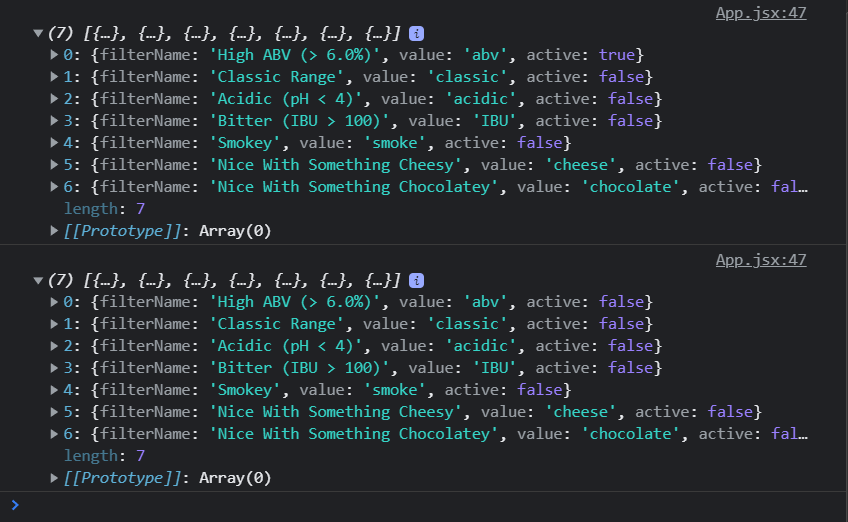 App.jsx:47
(7) [{…}, {…}, {…}, {…}, {…}, {…}, {…}] i
0: {filterName: 'High ABV (> 6.0%)', value: 'abv', active: true}
1: {filterName: 'Classic Range', value: 'classic', active: false}
2: {filterName: 'Acidic (pH < 4)', value: 'acidic', active: false}
3: {filterName: 'Bitter (IBU > 100)', value: 'IBU', active: false}
4: {filterName: 'Smokey', value: 'smoke', active: false}
5: {filterName: 'Nice With Something Cheesy', value: 'cheese', active: false}
6: {filterName: 'Nice With Something Chocolatey', value: 'chocolate', active: fal…
length: 7
[[Prototype]]: Array(0)
App.jsx:47
(7) [{…}, {…}, {…}, {…}, {…}, {…}, {…}] i
0: {filterName: 'High ABV (> 6.0%)', value: 'abv', active: false}
1: {filterName: 'Classic Range', value: 'classic', active: false}
2: {filterName: 'Acidic (pH < 4)', value: 'acidic', active: false}
3: {filterName: 'Bitter (IBU > 100)', value: 'IBU', active: false}
4: {filterName: 'Smokey', value: 'smoke', active: false}
5: {filterName: 'Nice With Something Cheesy', value: 'cheese', active: false}
6: {filterName: 'Nice With Something Chocolatey', value: 'chocolate', active: fal…
length: 7
[[Prototype]]: Array(0)